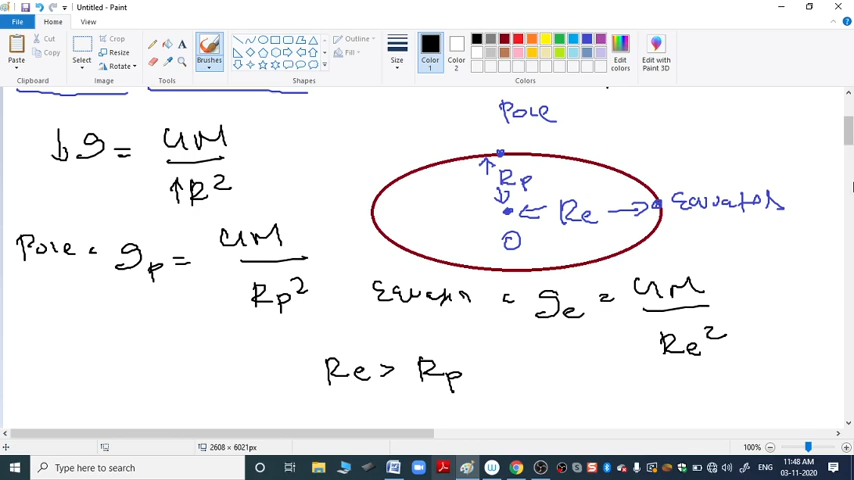 Untitled - Paint
File
Home
View
Paste
Cut
Copy
Clipboard
Select
Crop
Resize
Rotate
Image
Tools
Brushes
Shapes
Outline
Fill
Size
Color 1
Color 2
Colors
Edit colors
Edit with Paint 3D
Pole
↓g = GM
↑R²
Rp
Re
Equator
O
Pole = gp = GM
Rp²
Equator = ge = GM
Re²
Re > Rp
2608 × 6021px
100%
Type here to search
ENG
11:48 AM
03-11-2020